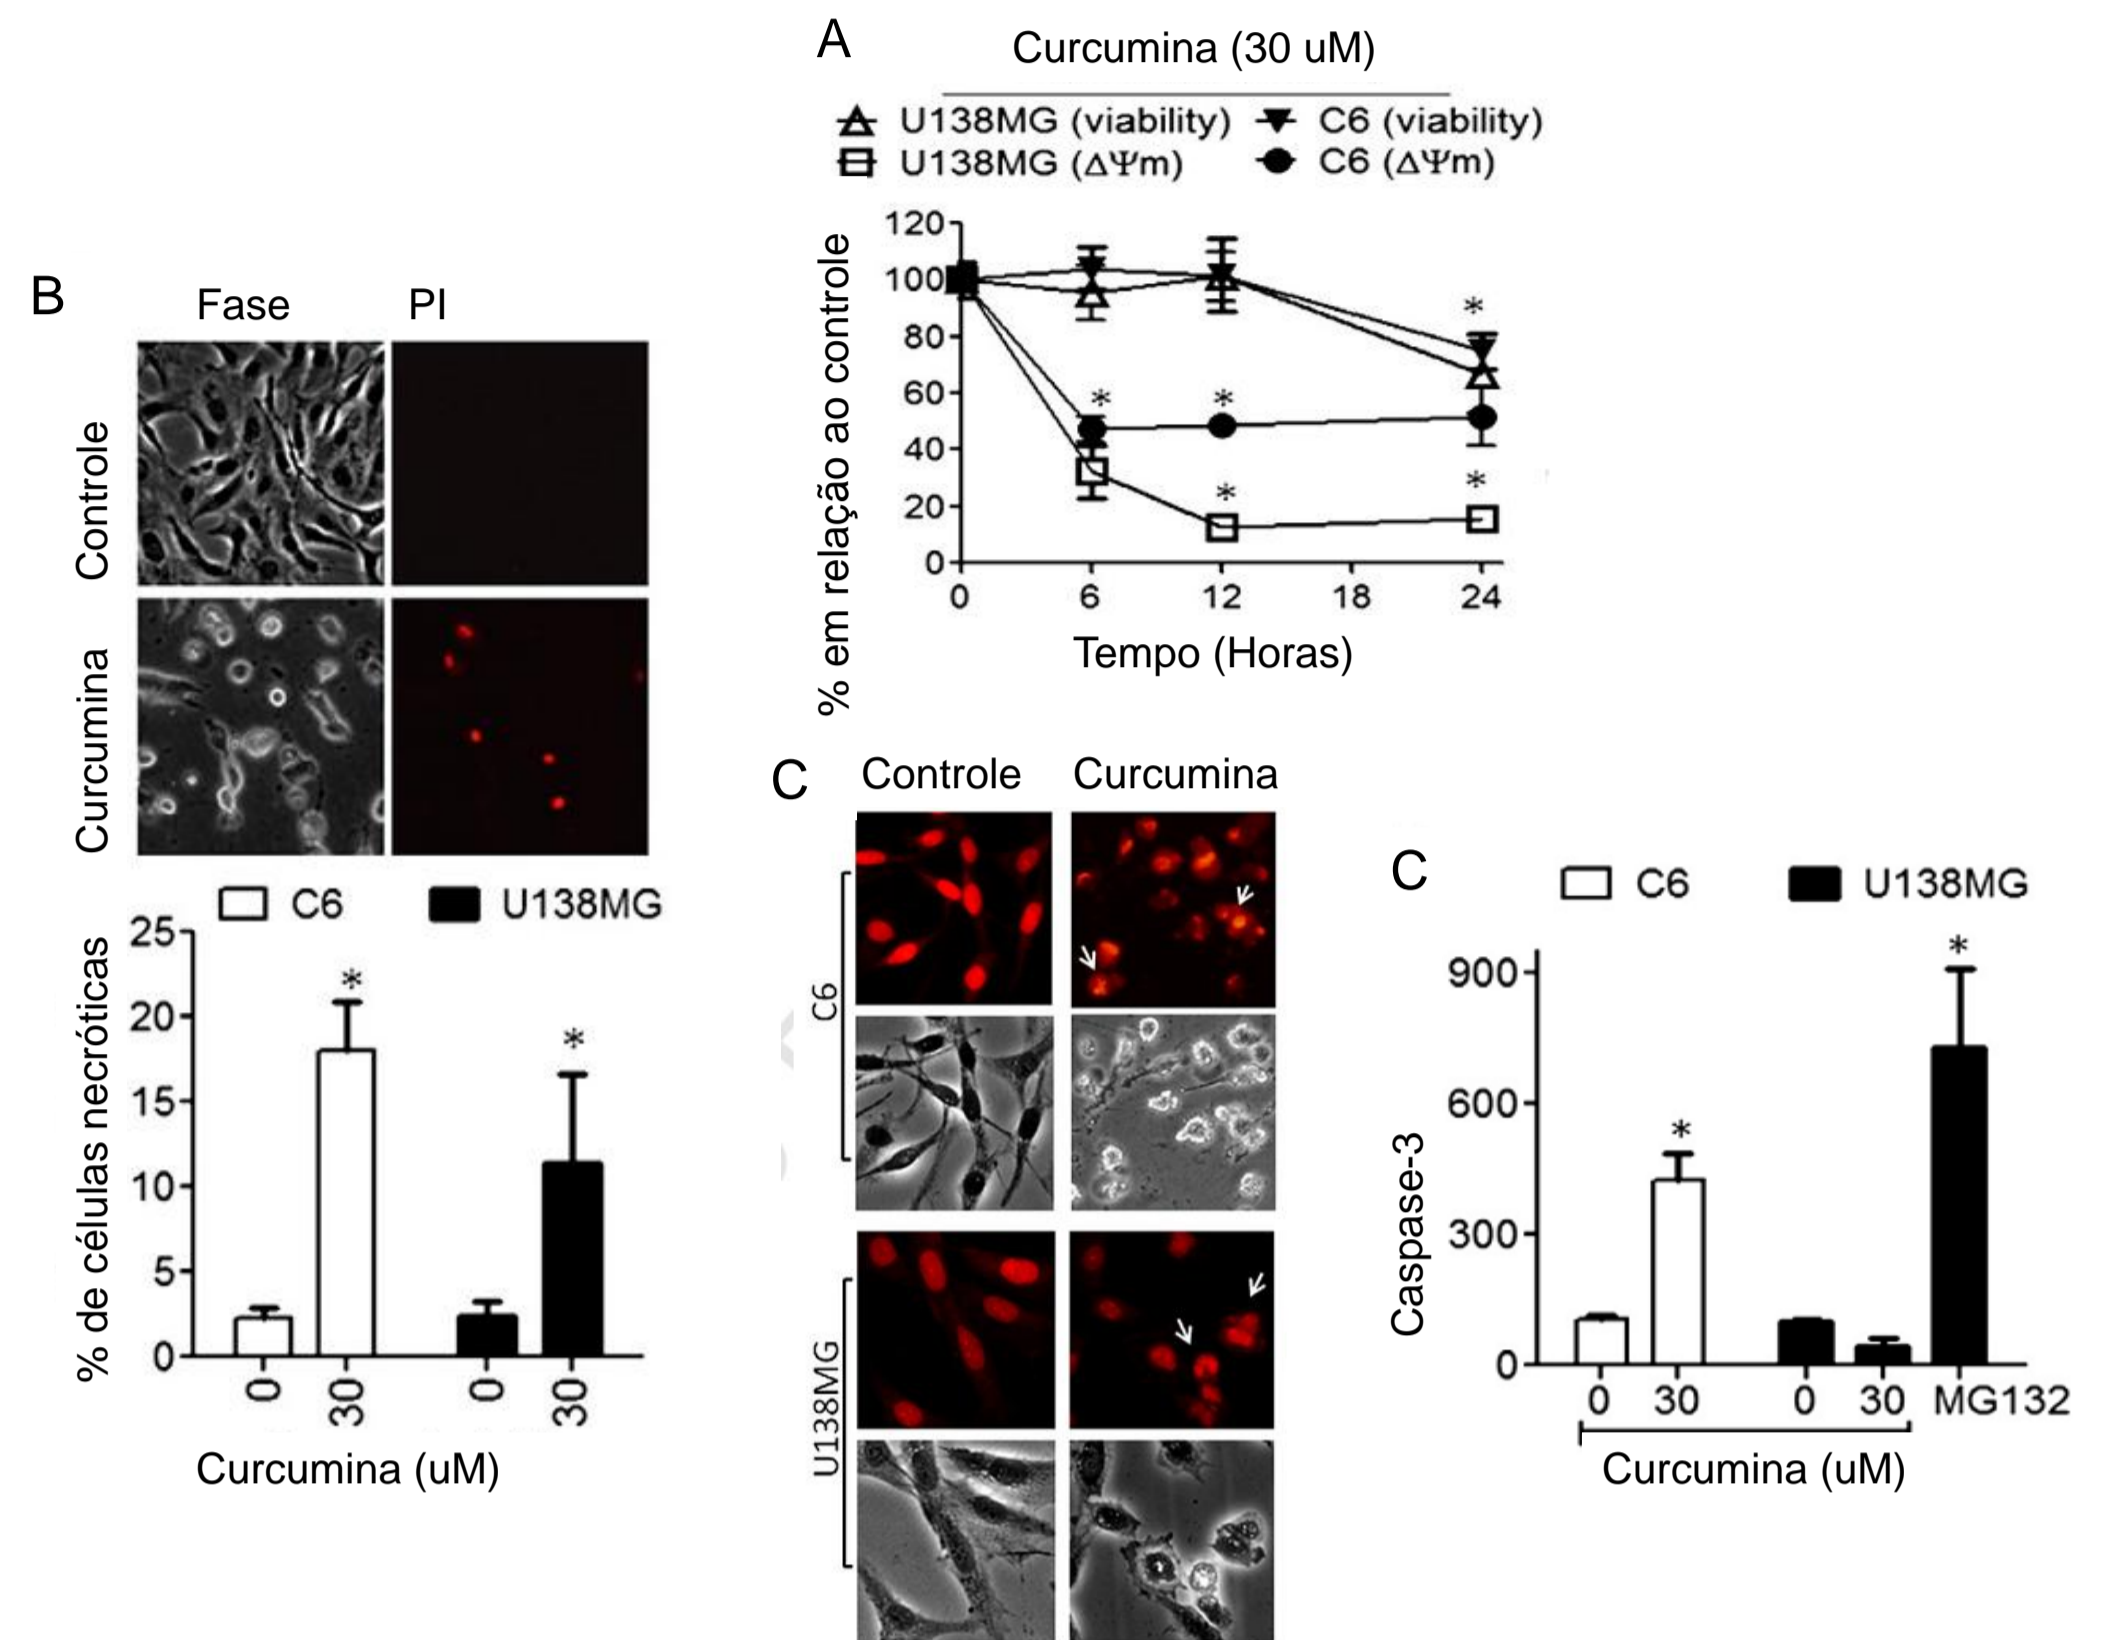 A
Curcumina (30 uM)
U138MG (viability) C6 (viability)
U138MG (ΔΨm) C6 (ΔΨm)
% em relação ao controle
120
100
80
60
40
20
0
* * * * * *
0 6 12 18 24
Tempo (Horas)
B
Fase PI
Controle
Curcumina
C6 U138MG
% de células necróticas
25
20
15
10
5
0
* *
0 30 0 30
Curcumina (uM)
C
Controle Curcumina
C6
U138MG
C
C6 U138MG
Caspase-3
900
600
300
0
* *
0 30 0 30 MG132
Curcumina (uM)